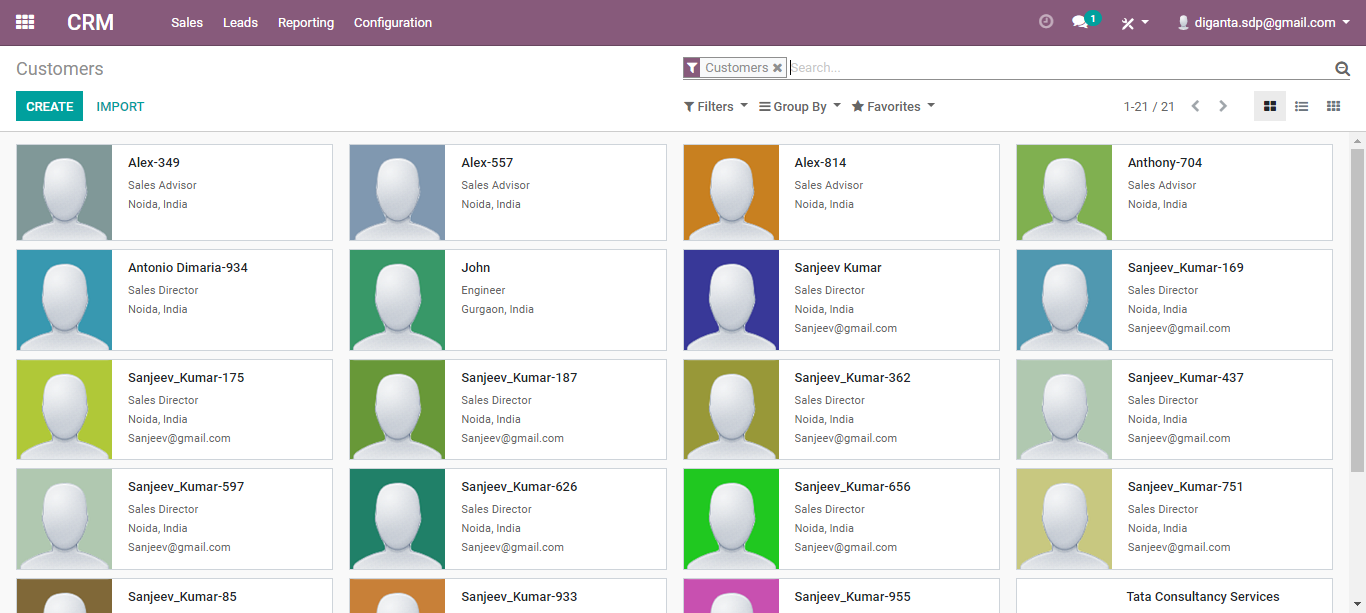 CRM Sales Leads Reporting Configuration 1 diganta.sdp@gmail.com
Customers
Customers Search...
CREATE IMPORT
Filters Group By Favorites 1-21 / 21
Alex-349
Sales Advisor
Noida, India
Alex-557
Sales Advisor
Noida, India
Alex-814
Sales Advisor
Noida, India
Anthony-704
Sales Advisor
Noida, India
Antonio Dimaria-934
Sales Director
Noida, India
John
Engineer
Gurgaon, India
Sanjeev Kumar
Sales Director
Noida, India
Sanjeev@gmail.com
Sanjeev_Kumar-169
Sales Director
Noida, India
Sanjeev@gmail.com
Sanjeev_Kumar-175
Sales Director
Noida, India
Sanjeev@gmail.com
Sanjeev_Kumar-187
Sales Director
Noida, India
Sanjeev@gmail.com
Sanjeev_Kumar-362
Sales Director
Noida, India
Sanjeev@gmail.com
Sanjeev_Kumar-437
Sales Director
Noida, India
Sanjeev@gmail.com
Sanjeev_Kumar-597
Sales Director
Noida, India
Sanjeev@gmail.com
Sanjeev_Kumar-626
Sales Director
Noida, India
Sanjeev@gmail.com
Sanjeev_Kumar-656
Sales Director
Noida, India
Sanjeev@gmail.com
Sanjeev_Kumar-751
Sales Director
Noida, India
Sanjeev@gmail.com
Sanjeev_Kumar-85
Sanjeev_Kumar-933
Sanjeev_Kumar-955
Tata Consultancy Services